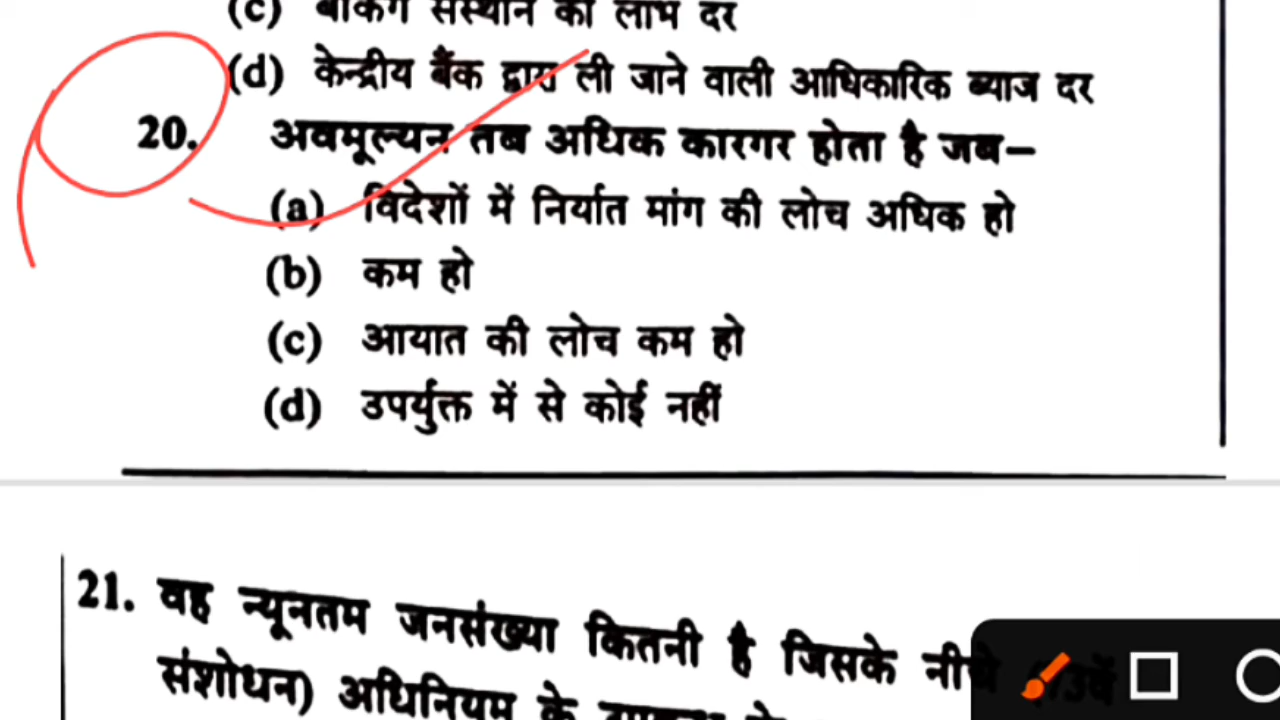 (c) बैंकिंग संस्थान की लाभ दर
(d) केन्द्रीय बैंक द्वारा ली जाने वाली आधिकारिक ब्याज दर
20. अवमूल्यन तब अधिक कारगर होता है जब–
(a) विदेशों में निर्यात मांग की लोच अधिक हो
(b) कम हो
(c) आयात की लोच कम हो
(d) उपर्युक्त में से कोई नहीं
21. वह न्यूनतम जनसंख्या कितनी है जिसके नीचे
संशोधन) अधिनियम के